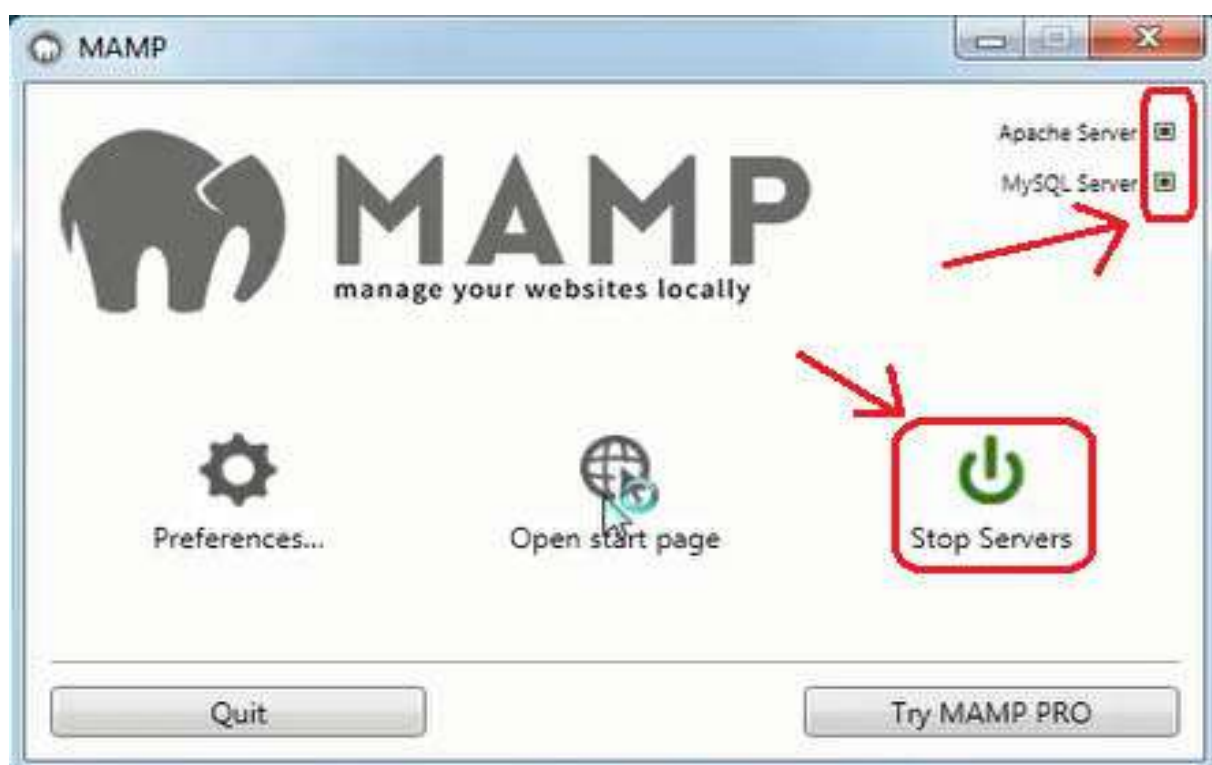 MAMP
Apache Server
MySQL Server
MAMP
manage your websites locally
Preferences...
Open start page
Stop Servers
Quit
Try MAMP PRO